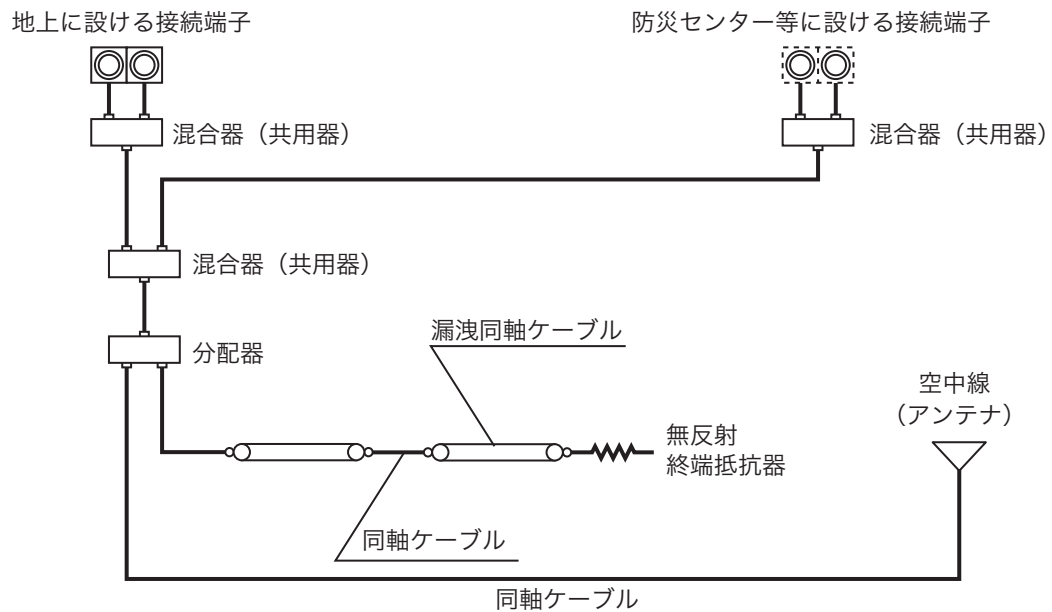 地上に設ける接続端子
防災センター等に設ける接続端子
混合器（共用器）
混合器（共用器）
混合器（共用器）
漏洩同軸ケーブル
分配器
空中線
（アンテナ）
無反射
終端抵抗器
同軸ケーブル
同軸ケーブル